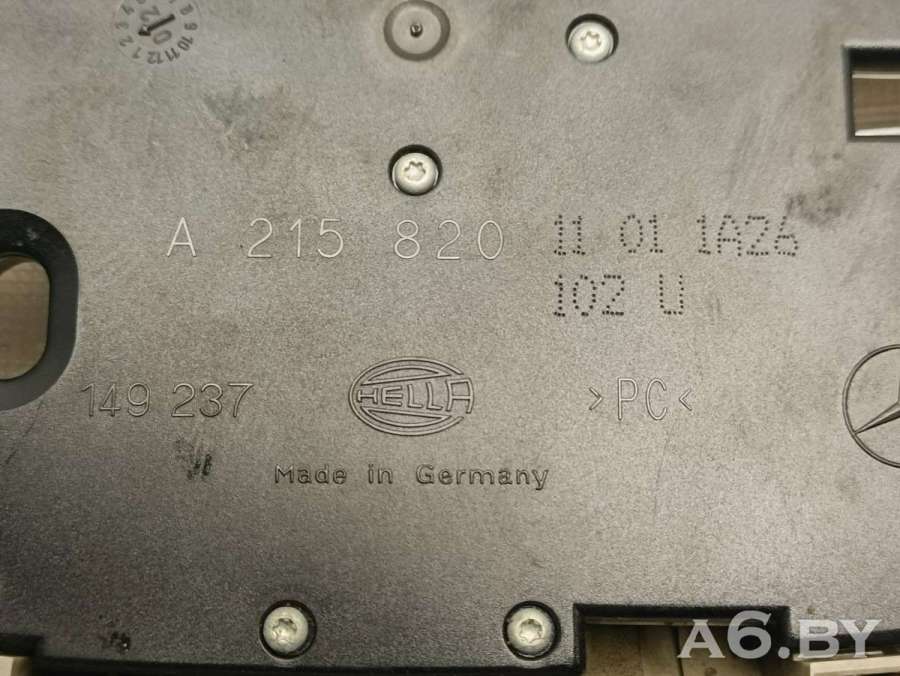 A 215 820 11 01 1A26
102 U
149 237 HELLA >PC<
Made in Germany
A6.BY